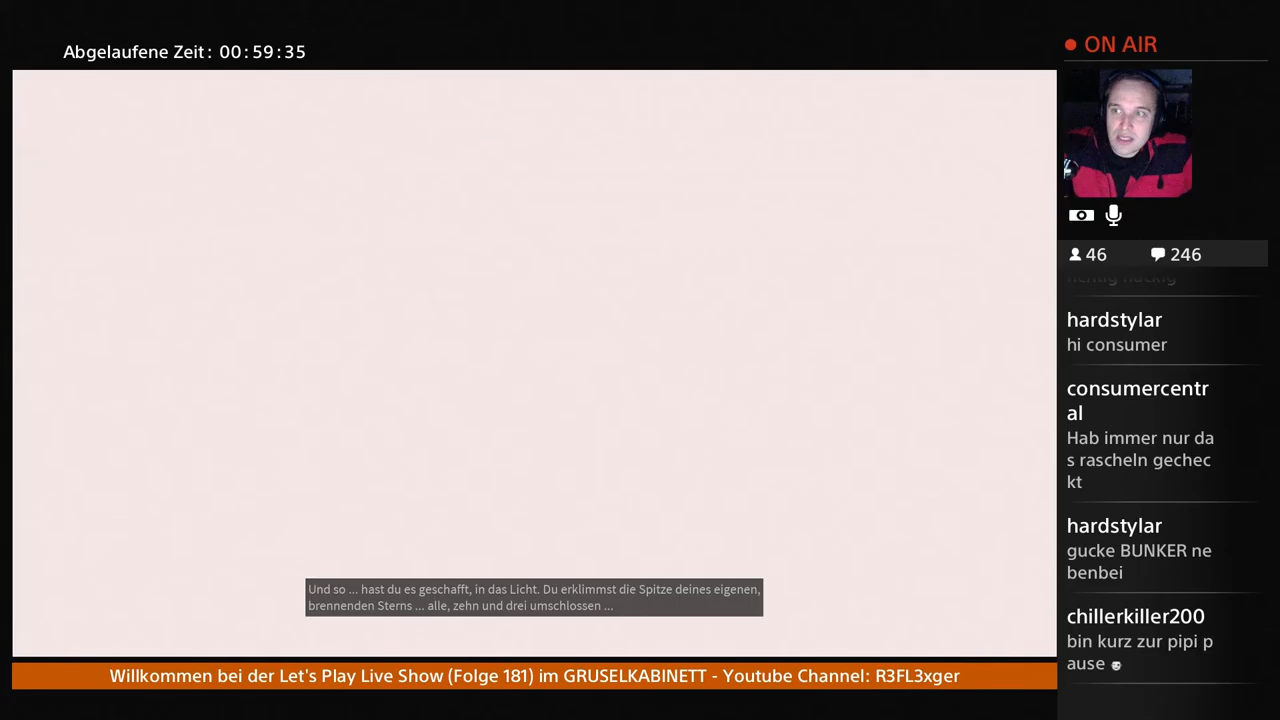 Abgelaufene Zeit: 00:59:35
ON AIR
46 246
hardstylar
hi consumer
consumercentr
al
Hab immer nur da
s rascheln gechec
kt
hardstylar
gucke BUNKER ne
benbei
chillerkiller200
bin kurz zur pipi p
ause
Und so ... hast du es geschafft, in das Licht. Du erklimmst die Spitze deines eigenen,
brennenden Sterns ... alle, zehn und drei umschlossen ...
Willkommen bei der Let's Play Live Show (Folge 181) im GRUSELKABINETT - Youtube Channel: R3FL3xger